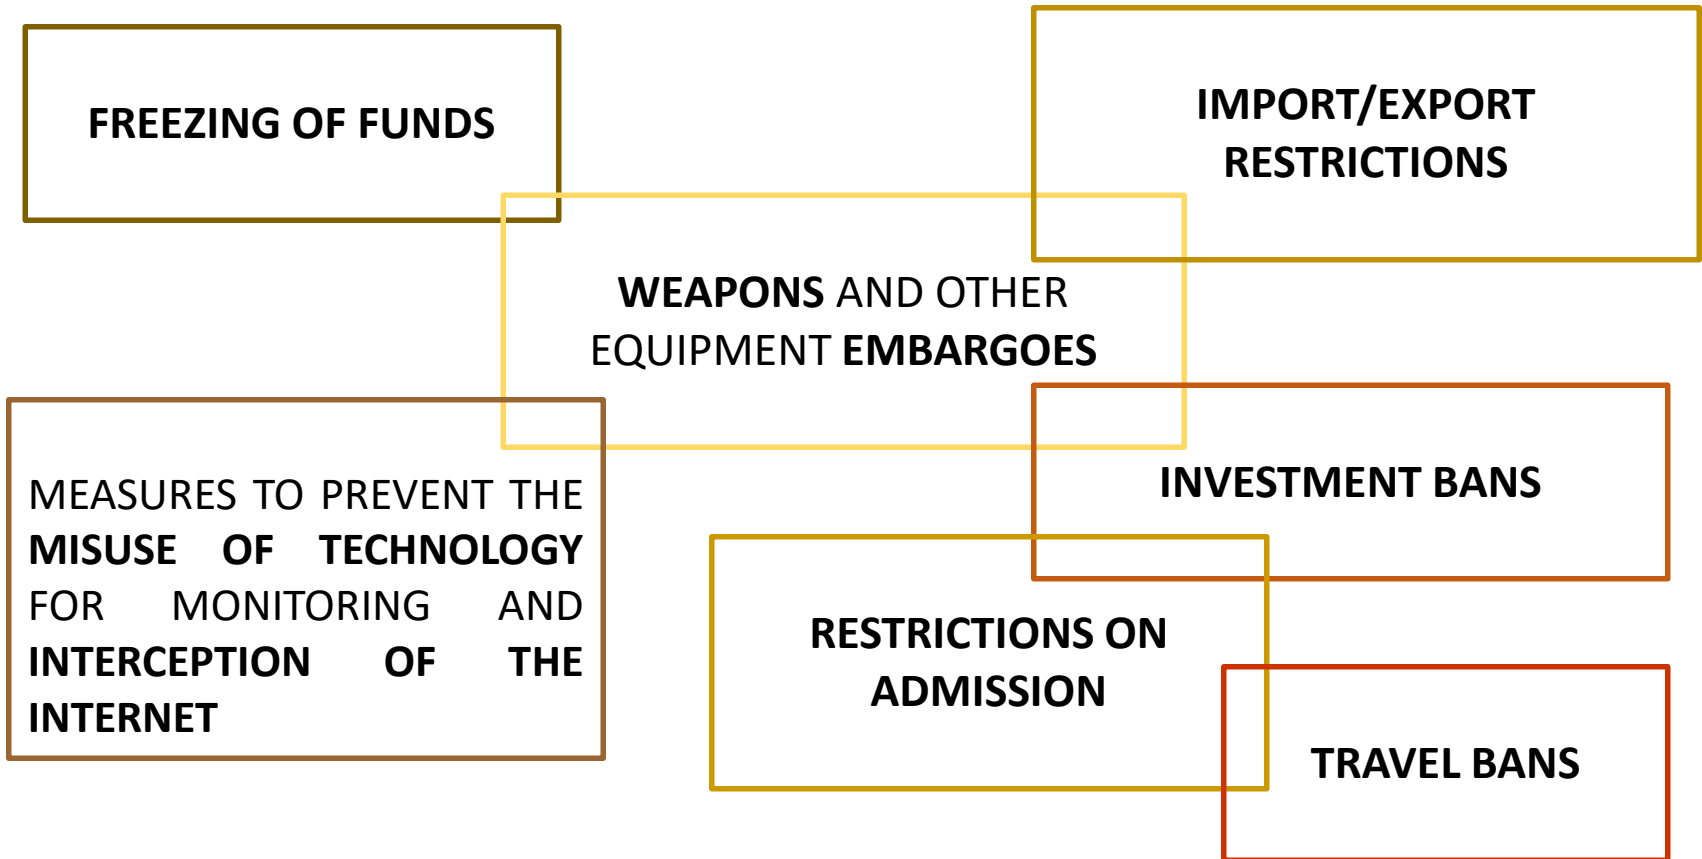 FREEZING OF FUNDS
IMPORT/EXPORT
RESTRICTIONS
WEAPONS AND OTHER
EQUIPMENT EMBARGOES
MEASURES TO PREVENT THE
MISUSE OF TECHNOLOGY
FOR MONITORING AND
INTERCEPTION OF THE
INTERNET
INVESTMENT BANS
RESTRICTIONS ON
ADMISSION
TRAVEL BANS